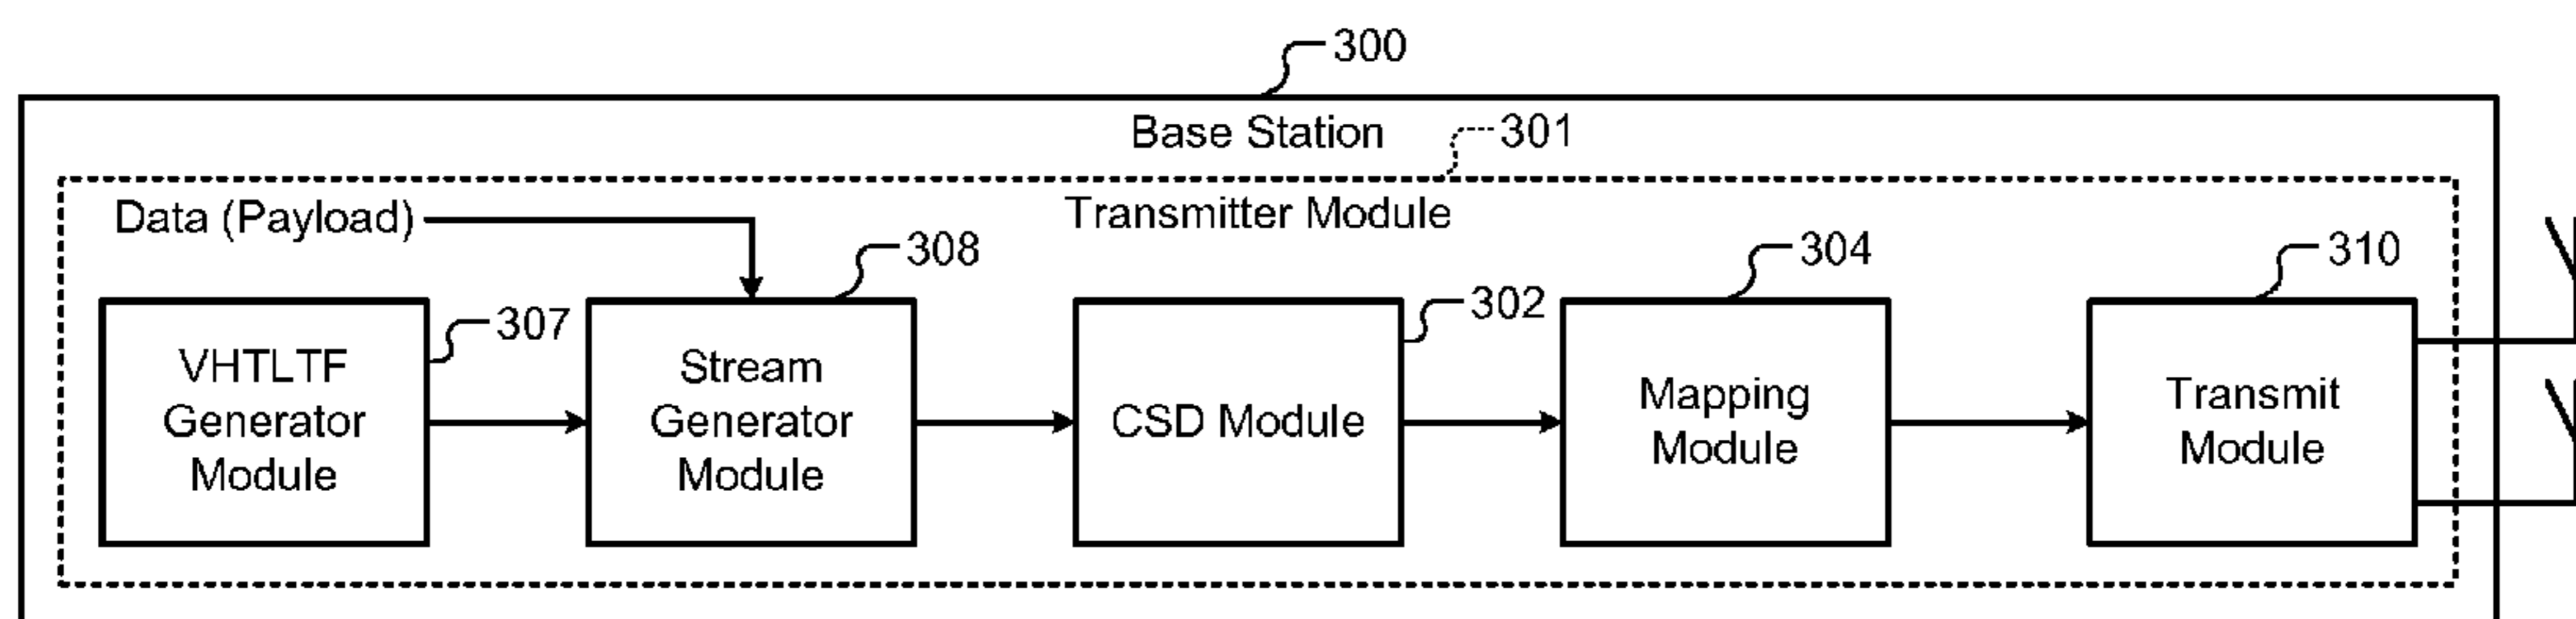 300
Base Station
301
Data (Payload)
Transmitter Module
308
304
310
307
302
VHTLTF
Generator
Module
Stream
Generator
Module
CSD Module
Mapping
Module
Transmit
Module